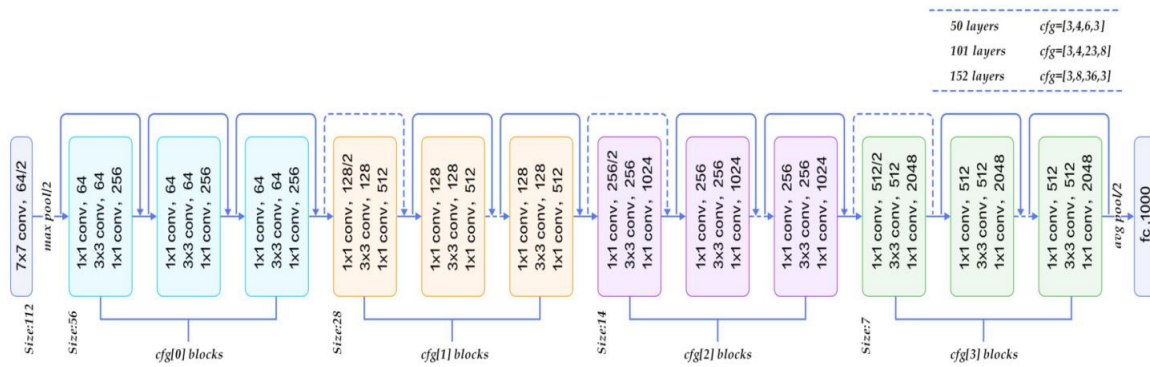 50 layers cfg=[3,4,6,3]
101 layers cfg=[3,4,23,8]
152 layers cfg=[3,8,36,3]
7x7 conv, 64/2
max pool/2
1x1 conv, 64
3x3 conv, 64
1x1 conv, 256
1x1 conv, 64
3x3 conv, 64
1x1 conv, 256
1x1 conv, 64
3x3 conv, 64
1x1 conv, 256
1x1 conv, 128/2
3x3 conv, 128
1x1 conv, 512
1x1 conv, 128
3x3 conv, 128
1x1 conv, 512
1x1 conv, 128
3x3 conv, 128
1x1 conv, 512
1x1 conv, 256/2
3x3 conv, 256
1x1 conv, 1024
1x1 conv, 256
3x3 conv, 256
1x1 conv, 1024
1x1 conv, 256
3x3 conv, 256
1x1 conv, 1024
1x1 conv, 512/2
3x3 conv, 512
1x1 conv, 2048
1x1 conv, 512
3x3 conv, 512
1x1 conv, 2048
1x1 conv, 512
3x3 conv, 512
1x1 conv, 2048
avg pool/2
fc, 1000
Size:112
Size:56
Size:28
Size:14
Size:7
cfg[0] blocks
cfg[1] blocks
cfg[2] blocks
cfg[3] blocks